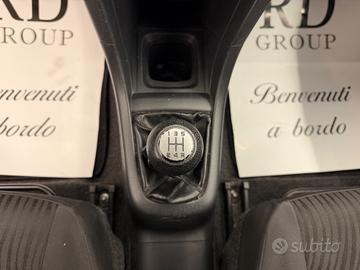 RD
GROUP
RD
GROUP
Benvenuti
a bordo
Benvenuti
a bordo
1 3 5
2 4 R
subito